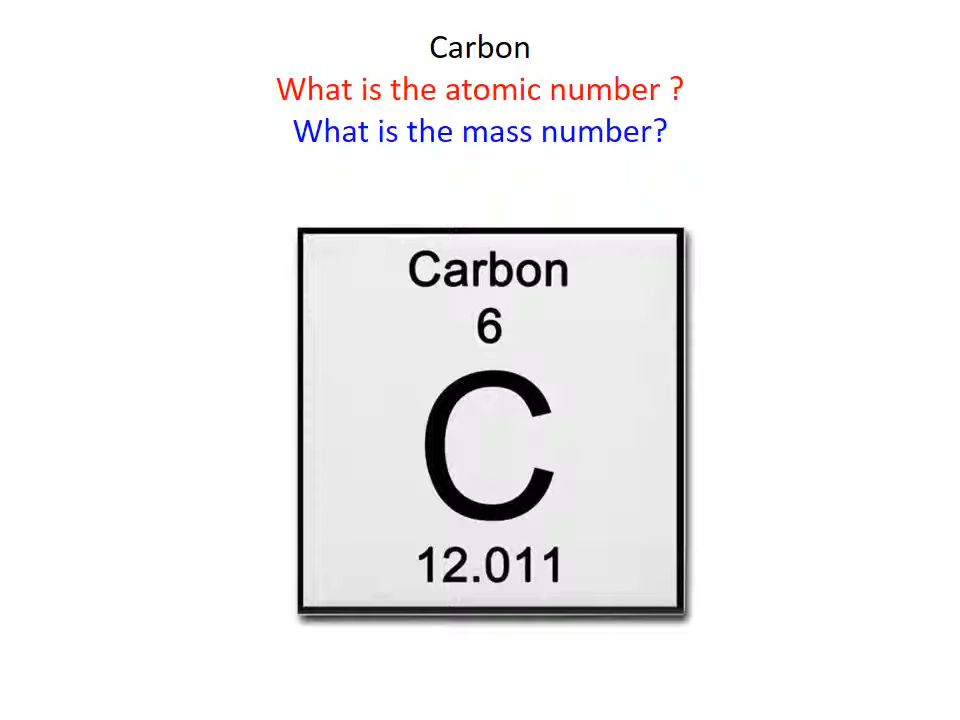 Carbon
What is the atomic number ?
What is the mass number?
Carbon
6
C
12.011